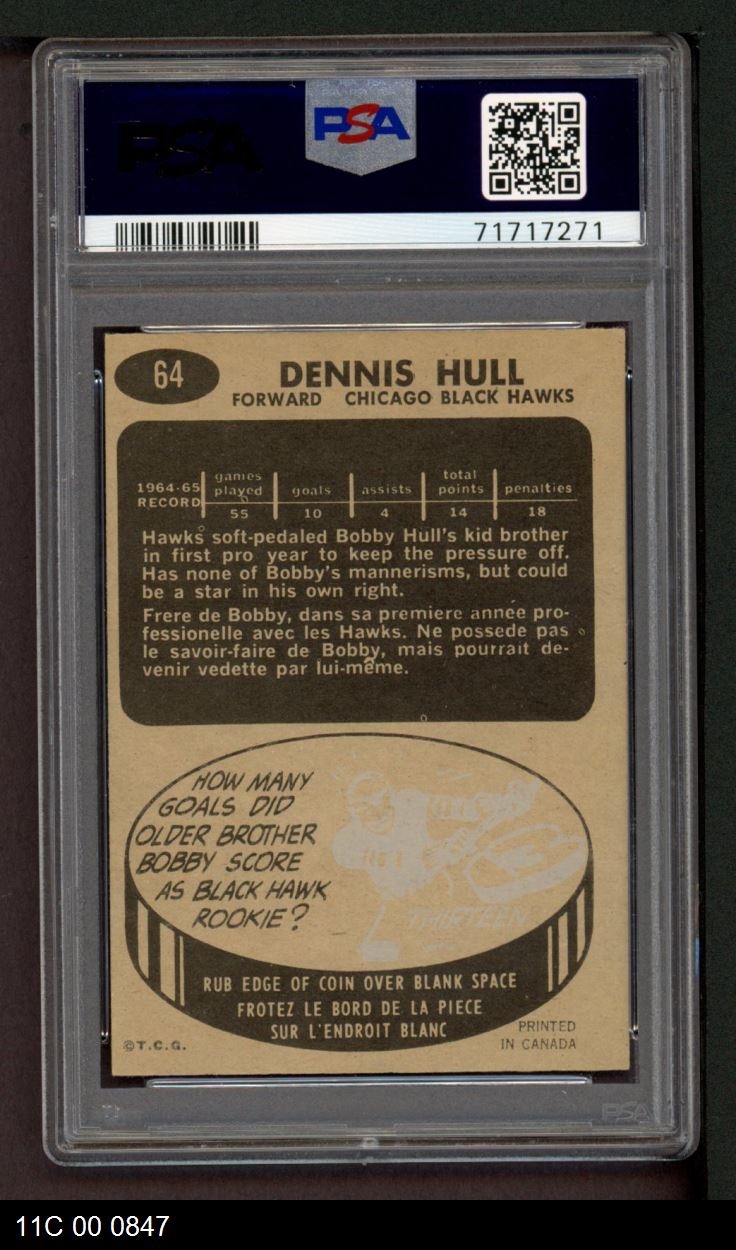 PSA
PSA
71717271
64
DENNIS HULL
FORWARD CHICAGO BLACK HAWKS
1964-65 RECORD games played goals assists total points penalties
55 10 4 14 18
Hawks soft-pedaled Bobby Hull's kid brother
in first pro year to keep the pressure off.
Has none of Bobby's mannerisms, but could
be a star in his own right.
Frere de Bobby, dans sa premiere année pro-
fessionelle avec les Hawks. Ne possede pas
le savoir-faire de Bobby, mais pourrait de-
venir vedette par lui-même.
HOW MANY
GOALS DID
OLDER BROTHER
BOBBY SCORE
AS BLACK HAWK
ROOKIE?
THIRTEEN
RUB EDGE OF COIN OVER BLANK SPACE
FROTEZ LE BORD DE LA PIECE
SUR L'ENDROIT BLANC
PRINTED
IN CANADA
©T.C.G.
PSA
11C 00 0847